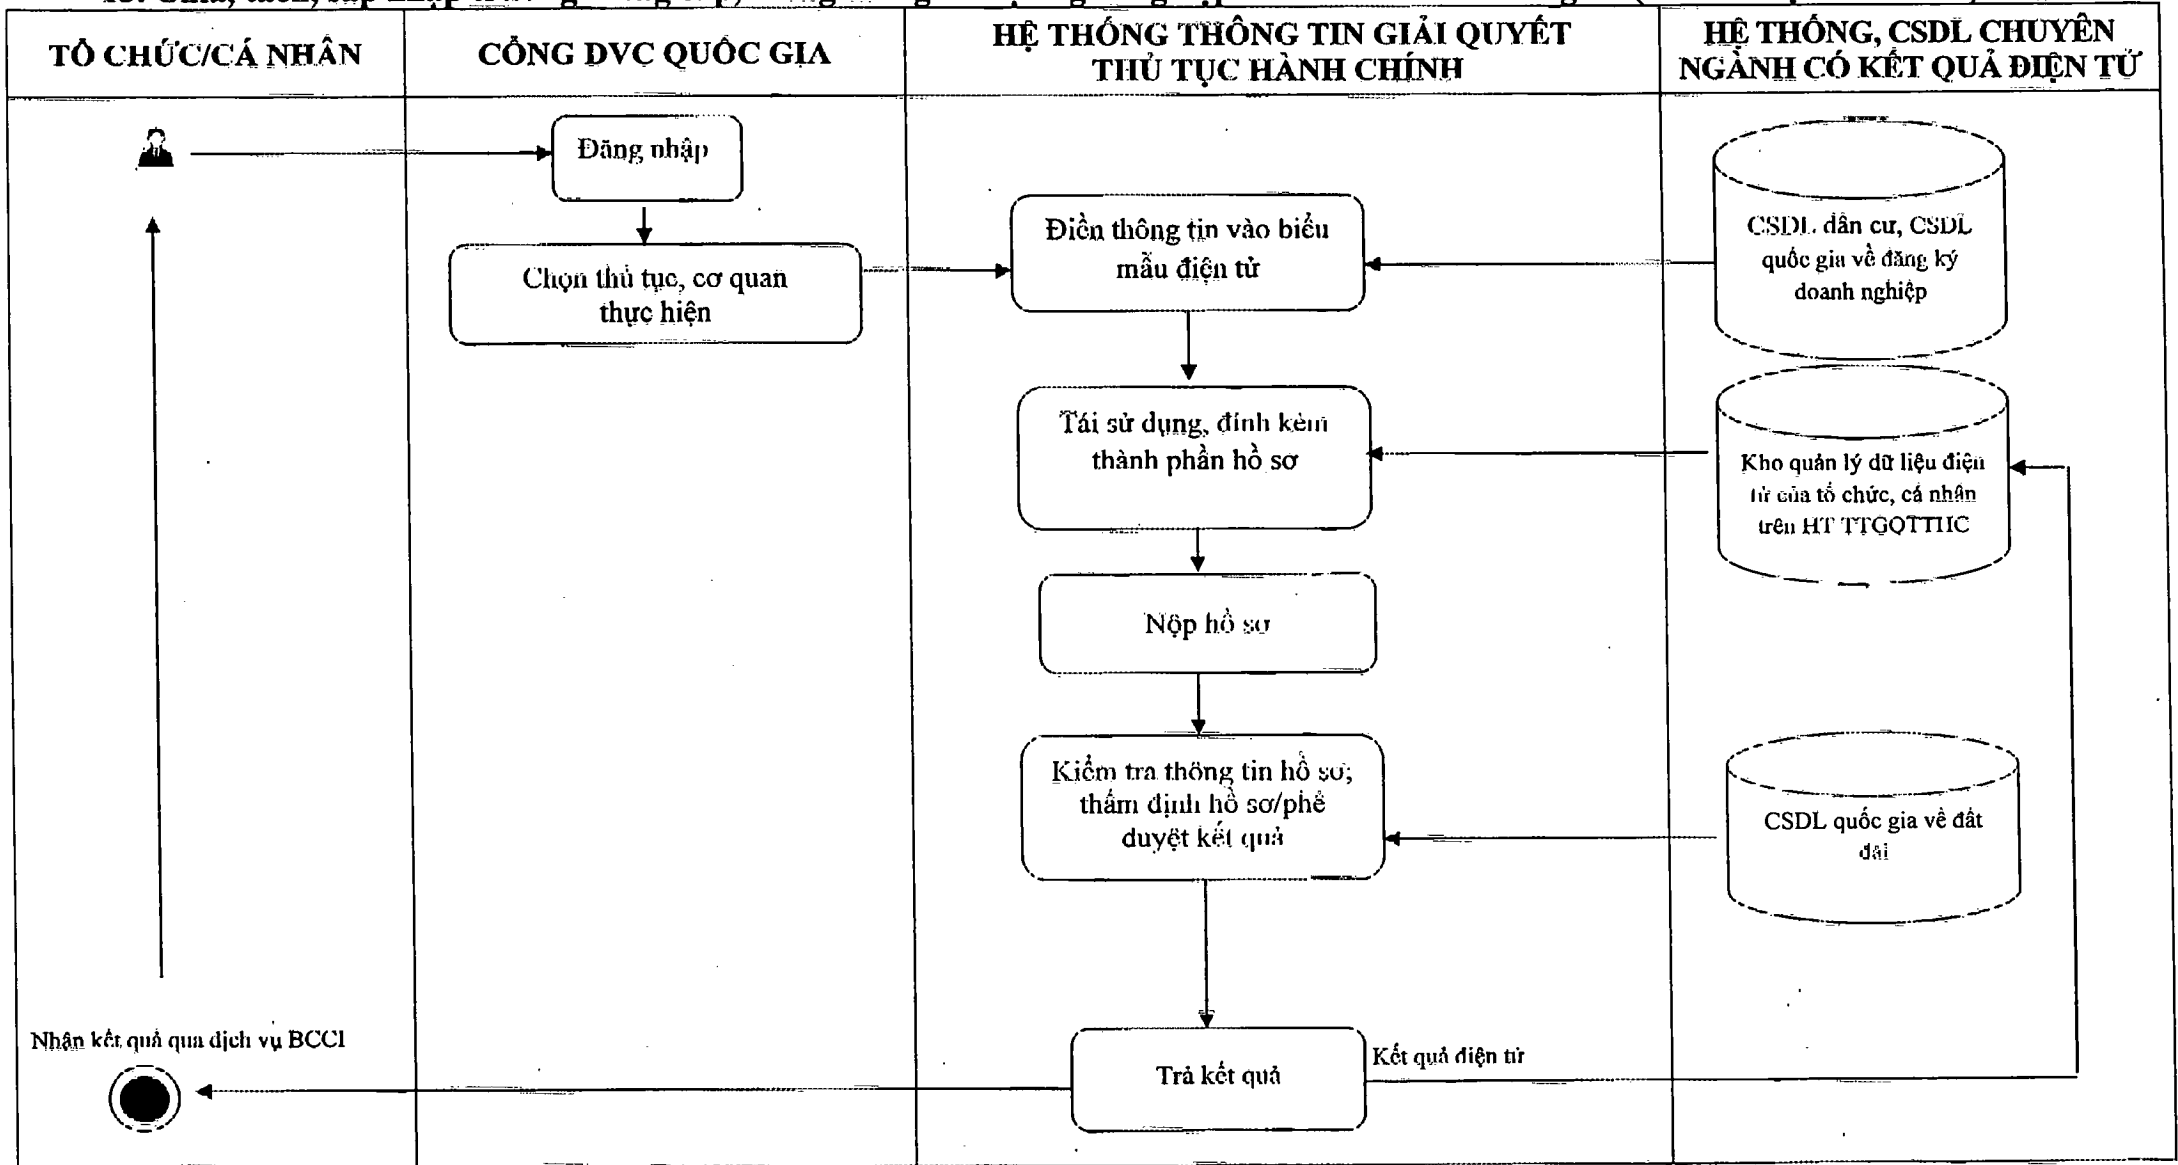 TỔ CHỨC/CÁ NHÂN
CỔNG DVC QUỐC GIA
HỆ THỐNG THÔNG TIN GIẢI QUYẾT
THỦ TỤC HÀNH CHÍNH
HỆ THỐNG, CSDL CHUYÊN
NGÀNH CÓ KẾT QUẢ ĐIỆN TỬ
Đăng nhập
Chọn thủ tục, cơ quan
thực hiện
Điền thông tin vào biểu
mẫu điện tử
CSDL dân cư, CSDL
quốc gia về đăng ký
doanh nghiệp
Tái sử dụng, đính kèm
thành phần hồ sơ
Kho quản lý dữ liệu điện
tử của tổ chức, cá nhân
trên HT TTGQTTHC
Nộp hồ sơ
Kiểm tra thông tin hồ sơ;
thẩm định hồ sơ/phê
duyệt kết quả
CSDL quốc gia về đất
đai
Nhận kết quả qua dịch vụ BCCI
Trả kết quả
Kết quả điện tử